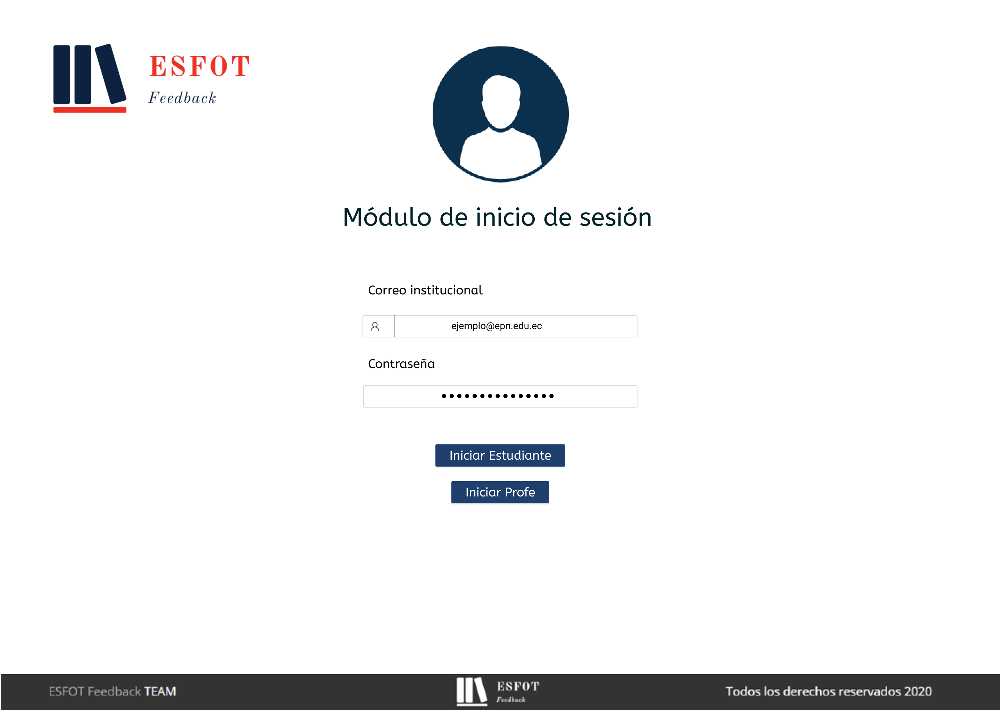 ESFOT
Feedback
Módulo de inicio de sesión
Correo institucional
ejemplo@epn.edu.ec
Contraseña
Iniciar Estudiante
Iniciar Profe
ESFOT Feedback TEAM
ESFOT
Feedback
Todos los derechos reservados 2020